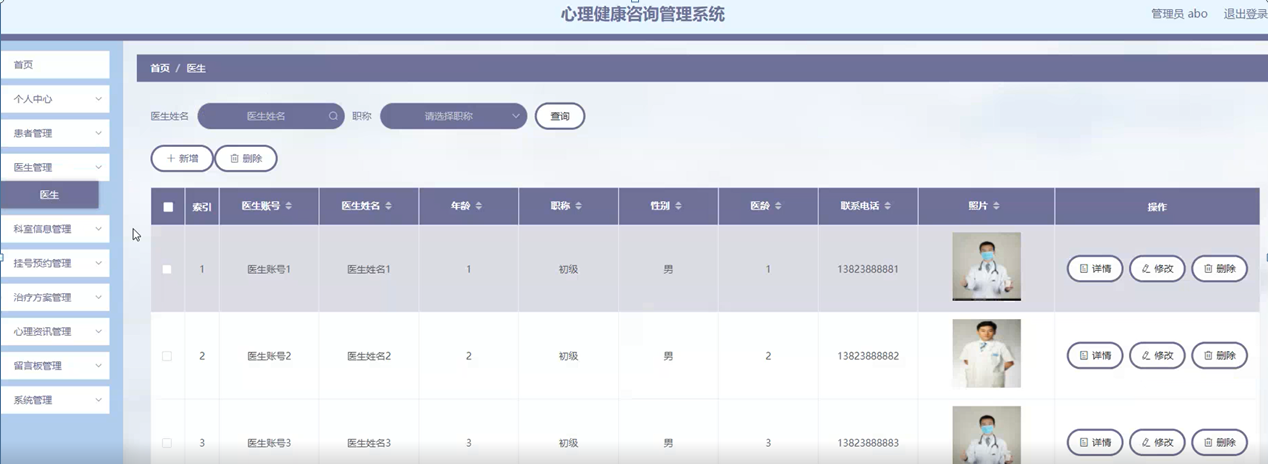 心理健康咨询管理系统
管理员 abo 退出登录
首页
个人中心
患者管理
医生管理
医生
科室信息管理
挂号预约管理
治疗方案管理
心理资讯管理
留言板管理
系统管理
首页 / 医生
医生姓名 医生姓名 职称 请选择职称 查询
+ 新增 删除
索引 医生账号 医生姓名 年龄 职称 性别 医龄 联系电话 照片 操作
1 医生账号1 医生姓名1 1 初级 男 1 13823888881 详情 修改 删除
2 医生账号2 医生姓名2 2 初级 男 2 13823888882 详情 修改 删除
3 医生账号3 医生姓名3 3 初级 男 3 13823888883 详情 修改 删除